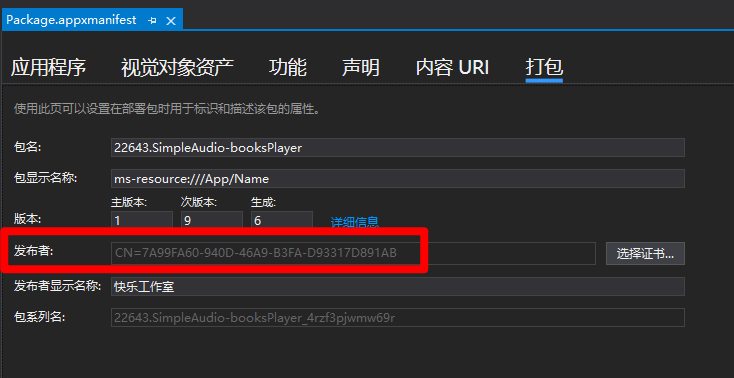 Package.appxmanifest
应用程序 视觉对象资产 功能 声明 内容 URI 打包
使用此页可以设置在部署包时用于标识和描述该包的属性。
包名: 22643.SimpleAudio-booksPlayer
包显示名称: ms-resource:///App/Name
主版本: 次版本: 生成:
版本: 1 9 6 详细信息
发布者: CN=7A99FA60-940D-46A9-B3FA-D93317D891AB 选择证书...
发布者显示名称: 快乐工作室
包系列名: 22643.SimpleAudio-booksPlayer_4rzf3pjwmw69r